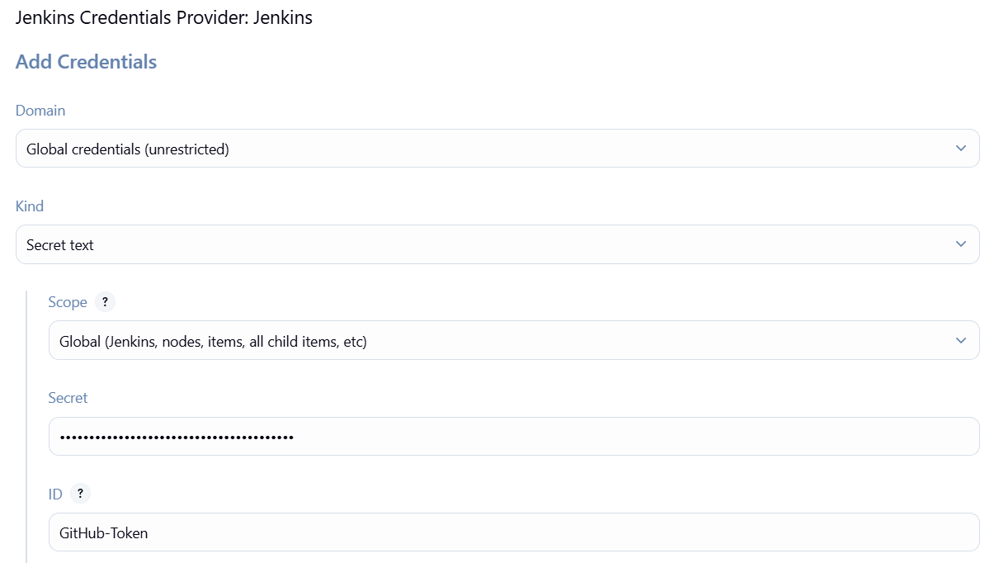 Jenkins Credentials Provider: Jenkins
Add Credentials
Domain
Global credentials (unrestricted)
Kind
Secret text
Scope ?
Global (Jenkins, nodes, items, all child items, etc)
Secret
••••••••••••••••••••••••••••••••••••••••
ID ?
GitHub-Token